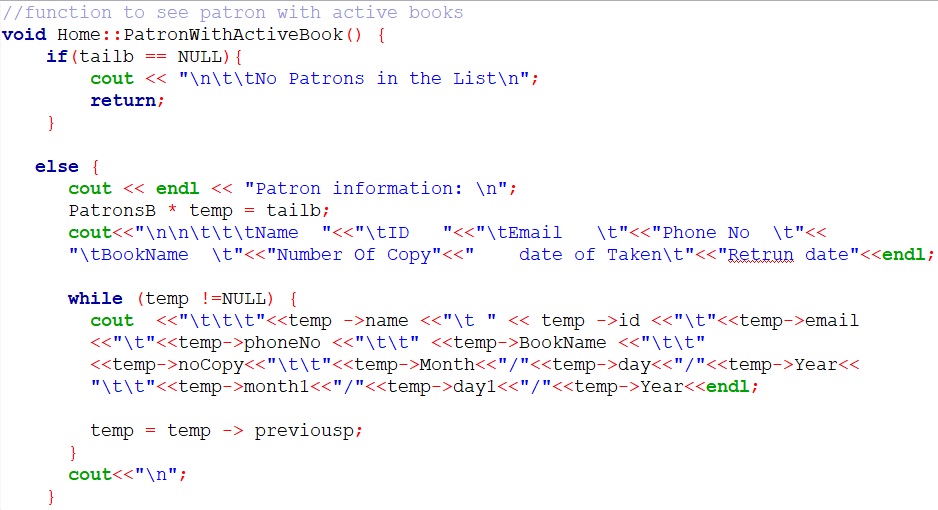 //function to see patron with active books
void Home::PatronWithActiveBook() {
    if(tailb == NULL){
        cout << "\n\t\tNo Patrons in the List\n";
        return;
    }

   else {
      cout << endl << "Patron information: \n";
      PatronsB * temp = tailb;
      cout<<"\n\n\t\t\tName  "<<"\tID   "<<"\tEmail   \t"<<"Phone No  \t"<<
      "\tBookName  \t"<<"Number Of Copy"<<"    date of Taken\t"<<"Retrun date"<<endl;

      while (temp !=NULL) {
        cout  <<"\t\t\t"<<temp ->name <<"\t " << temp ->id <<"\t"<<temp->email
        <<"\t"<<temp->phoneNo <<"\t\t" <<temp->BookName <<"\t\t"
        <<temp->noCopy<<"\t\t"<<temp->Month<<"/"<<temp->day<<"/"<<temp->Year<<
        "\t\t"<<temp->month1<<"/"<<temp->day1<<"/"<<temp->Year<<endl;

        temp = temp -> previousp;
      }
      cout<<"\n";
    }